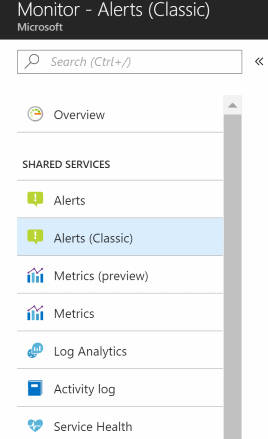 Monitor - Alerts (Classic)
Microsoft
Search (Ctrl+/)
Overview
SHARED SERVICES
Alerts
Alerts (Classic)
Metrics (preview)
Metrics
Log Analytics
Activity log
Service Health